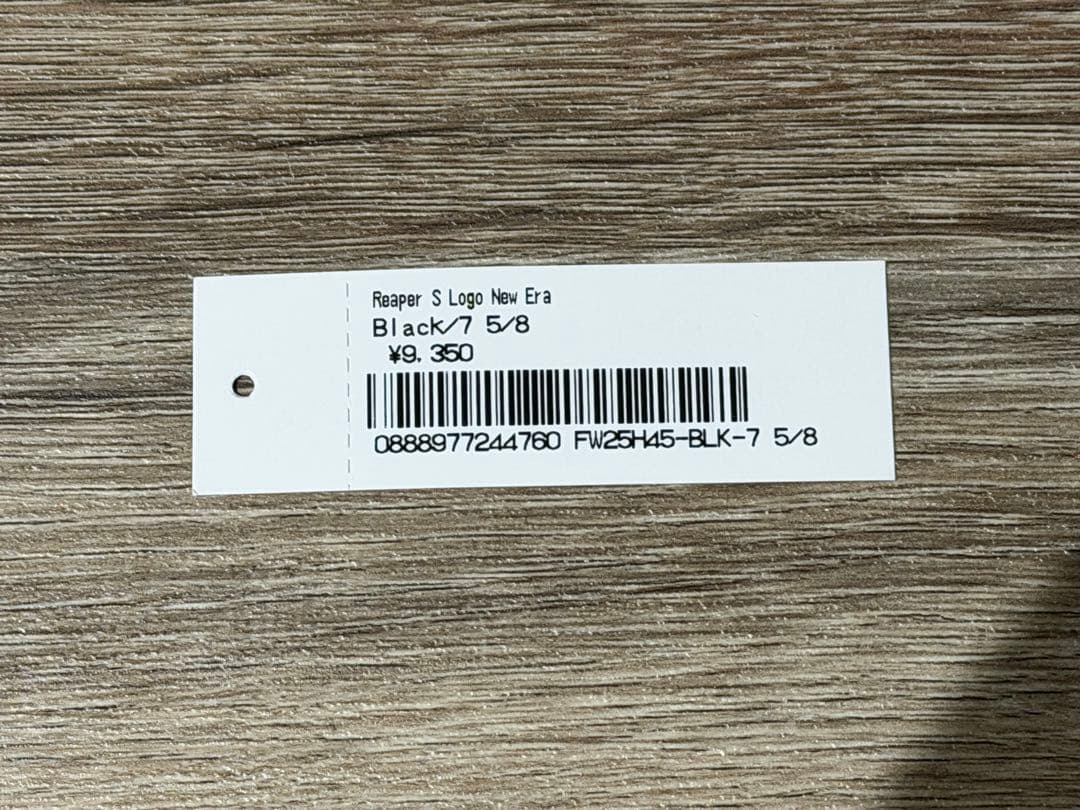 Reaper S Logo New Era
Black/7 5/8
¥9,350
0888977244760 FW25H45-BLK-7 5/8